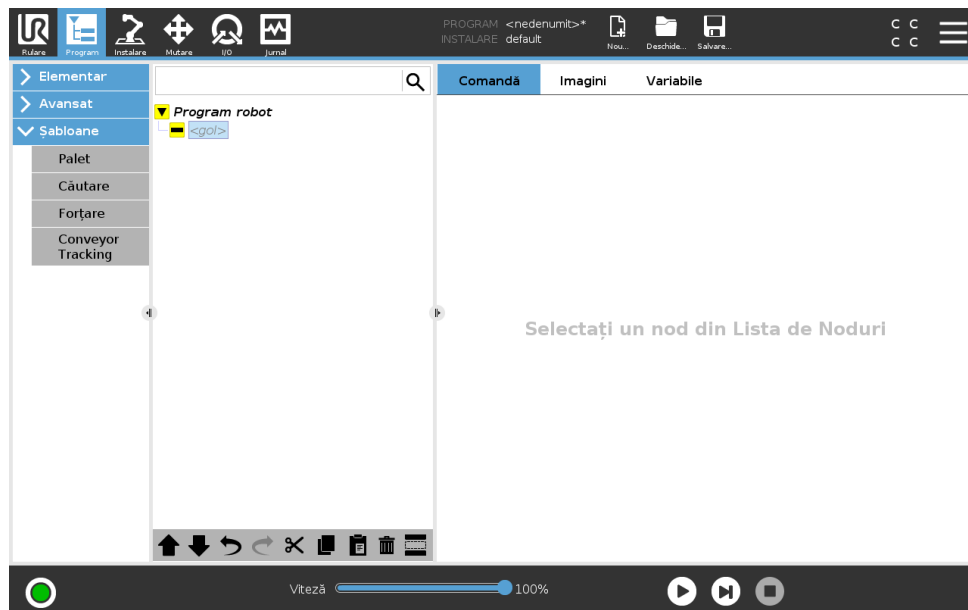 UR
PROGRAM <nedenumit>*
INSTALARE default
C C
C C
Rulare Program Instalare Mutare I/O Jurnal Nou... Deschide... Salvare...
Elementar
Avansat
Șabloane
Palet
Căutare
Forțare
Conveyor
Tracking
Program robot
<gol>
Comandă Imagini Variabile
Selectați un nod din Lista de Noduri
Viteză 100%